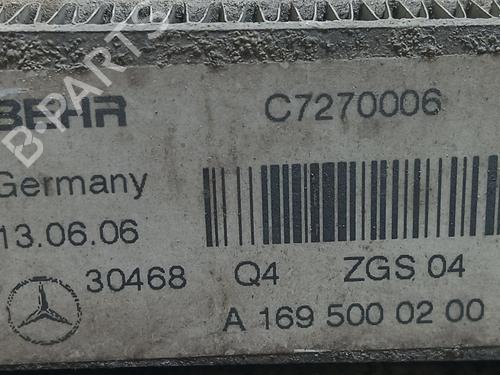 BEHR C7270006
Germany
13.06.06
30468 Q4 ZGS 04
A 169 500 02 00
B-PARTS